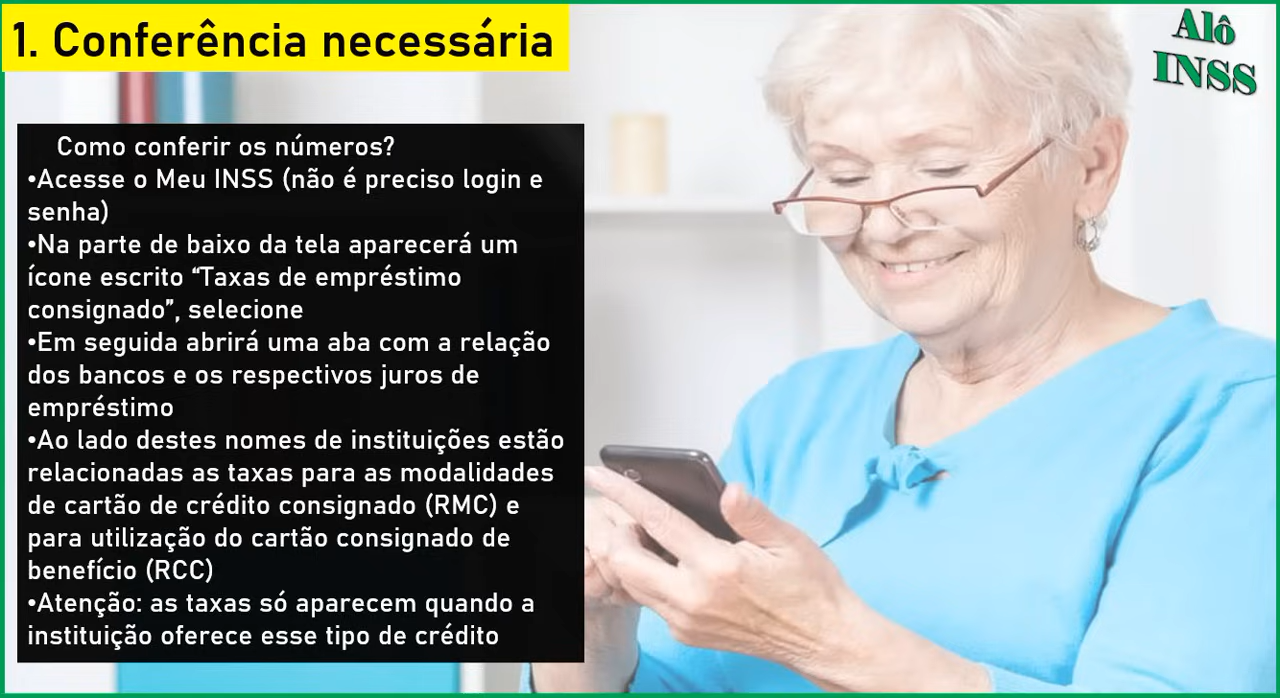 1. Conferência necessária
Alô
INSS
Como conferir os números?
•Acesse o Meu INSS (não é preciso login e
senha)
•Na parte de baixo da tela aparecerá um
ícone escrito “Taxas de empréstimo
consignado”, selecione
•Em seguida abrirá uma aba com a relação
dos bancos e os respectivos juros de
empréstimo
•Ao lado destes nomes de instituições estão
relacionadas as taxas para as modalidades
de cartão de crédito consignado (RMC) e
para utilização do cartão consignado de
benefício (RCC)
•Atenção: as taxas só aparecem quando a
instituição oferece esse tipo de crédito